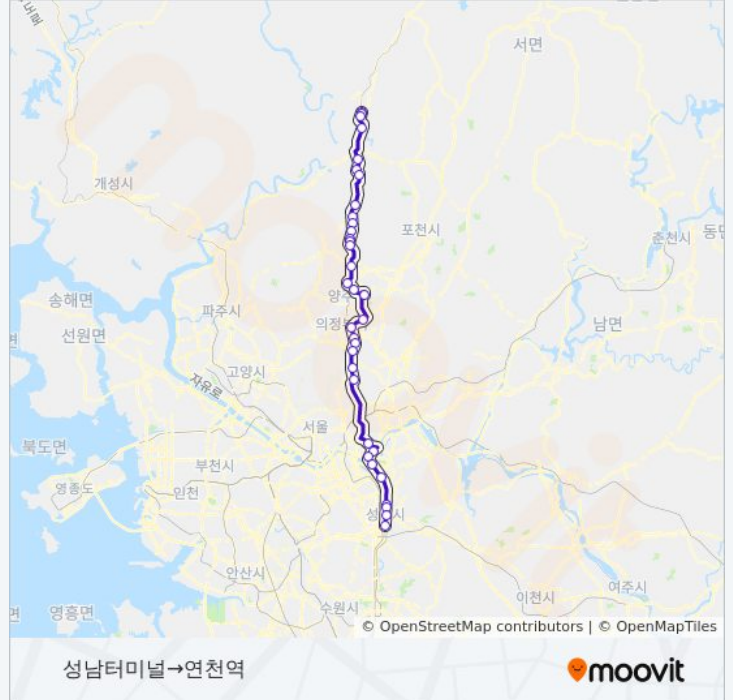 서면
개성시
포천시
춘천시
동면
송해면
파주시
양주
남면
선원면
의정부
고양시
자유로
서울
북도면
부천시
영종도
인천
성남시
안산시
이천시
여주시
수원시
영흥면
© OpenStreetMap contributors | © OpenMapTiles
성남터미널→연천역
moovit